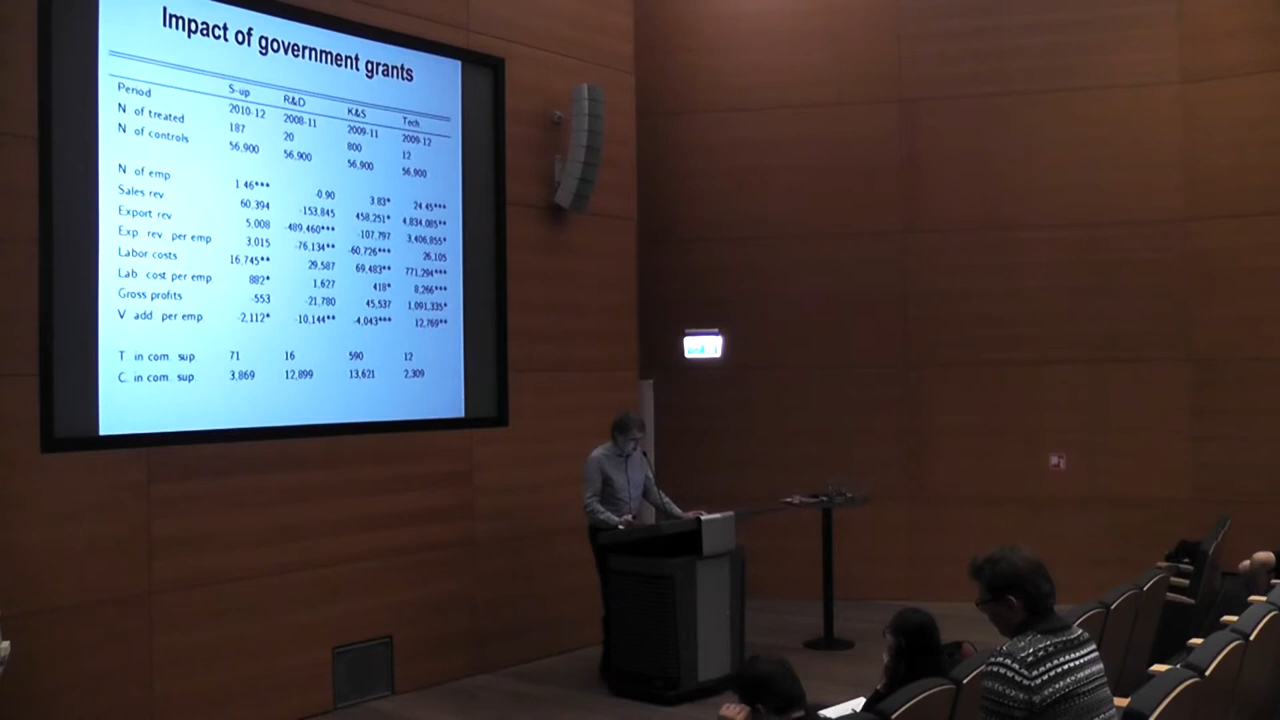 Impact of government grants
S-up R&D K&S Tech.
Period 2010-12 2008-11 2009-11 2009-12
N of treated 187 20 800 12
N of controls 56,900 56,900 56,900 56,900
N of emp 1.46*** -0.90 3.83* 24.45***
Sales rev 60,394 -153,845 458,251* 4,834,085**
Export rev 5,008 -489,460*** -107,797 3,406,855*
Exp. rev. per emp 3,015 -76,134** -60,726*** 26,105
Labor costs 16,745** 29,587 69,483** 771,294***
Lab. cost per emp 882* 1,627 418* 8,266***
Gross profits -553 -21,780 45,537 1,091,335*
V. add. per emp -2,112* -10,144** -4,043*** 12,769**
T. in com. sup. 71 16 590 12
C. in com. sup. 3,869 12,899 13,621 2,309